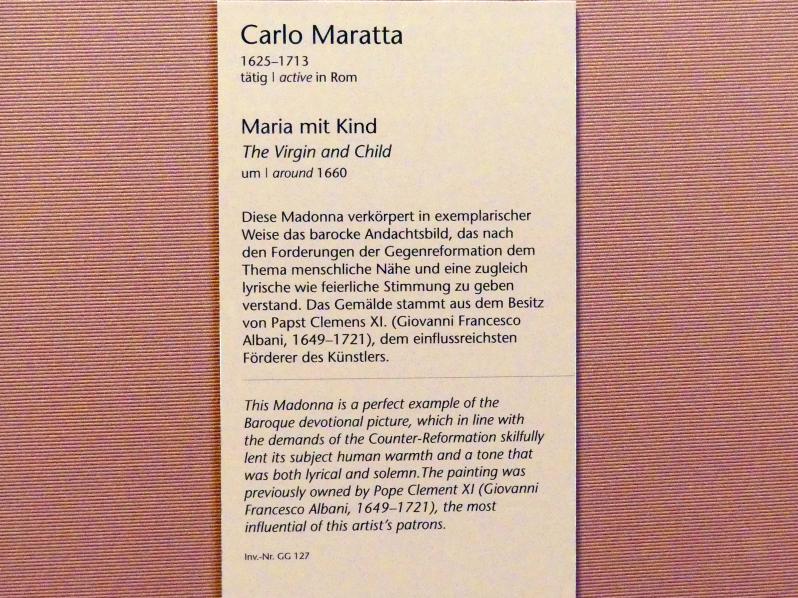 Carlo Maratta
1625–1713
tätig | active in Rom
Maria mit Kind
The Virgin and Child
um | around 1660
Diese Madonna verkörpert in exemplarischer
Weise das barocke Andachtsbild, das nach
den Forderungen der Gegenreformation dem
Thema menschliche Nähe und eine zugleich
lyrische wie feierliche Stimmung zu geben
verstand. Das Gemälde stammt aus dem Besitz
von Papst Clemens XI. (Giovanni Francesco
Albani, 1649–1721), dem einflussreichsten
Förderer des Künstlers.
This Madonna is a perfect example of the
Baroque devotional picture, which in line with
the demands of the Counter-Reformation skilfully
lent its subject human warmth and a tone that
was both lyrical and solemn.The painting was
previously owned by Pope Clement XI (Giovanni
Francesco Albani, 1649–1721), the most
influential of this artist's patrons.
Inv.-Nr. GG 127